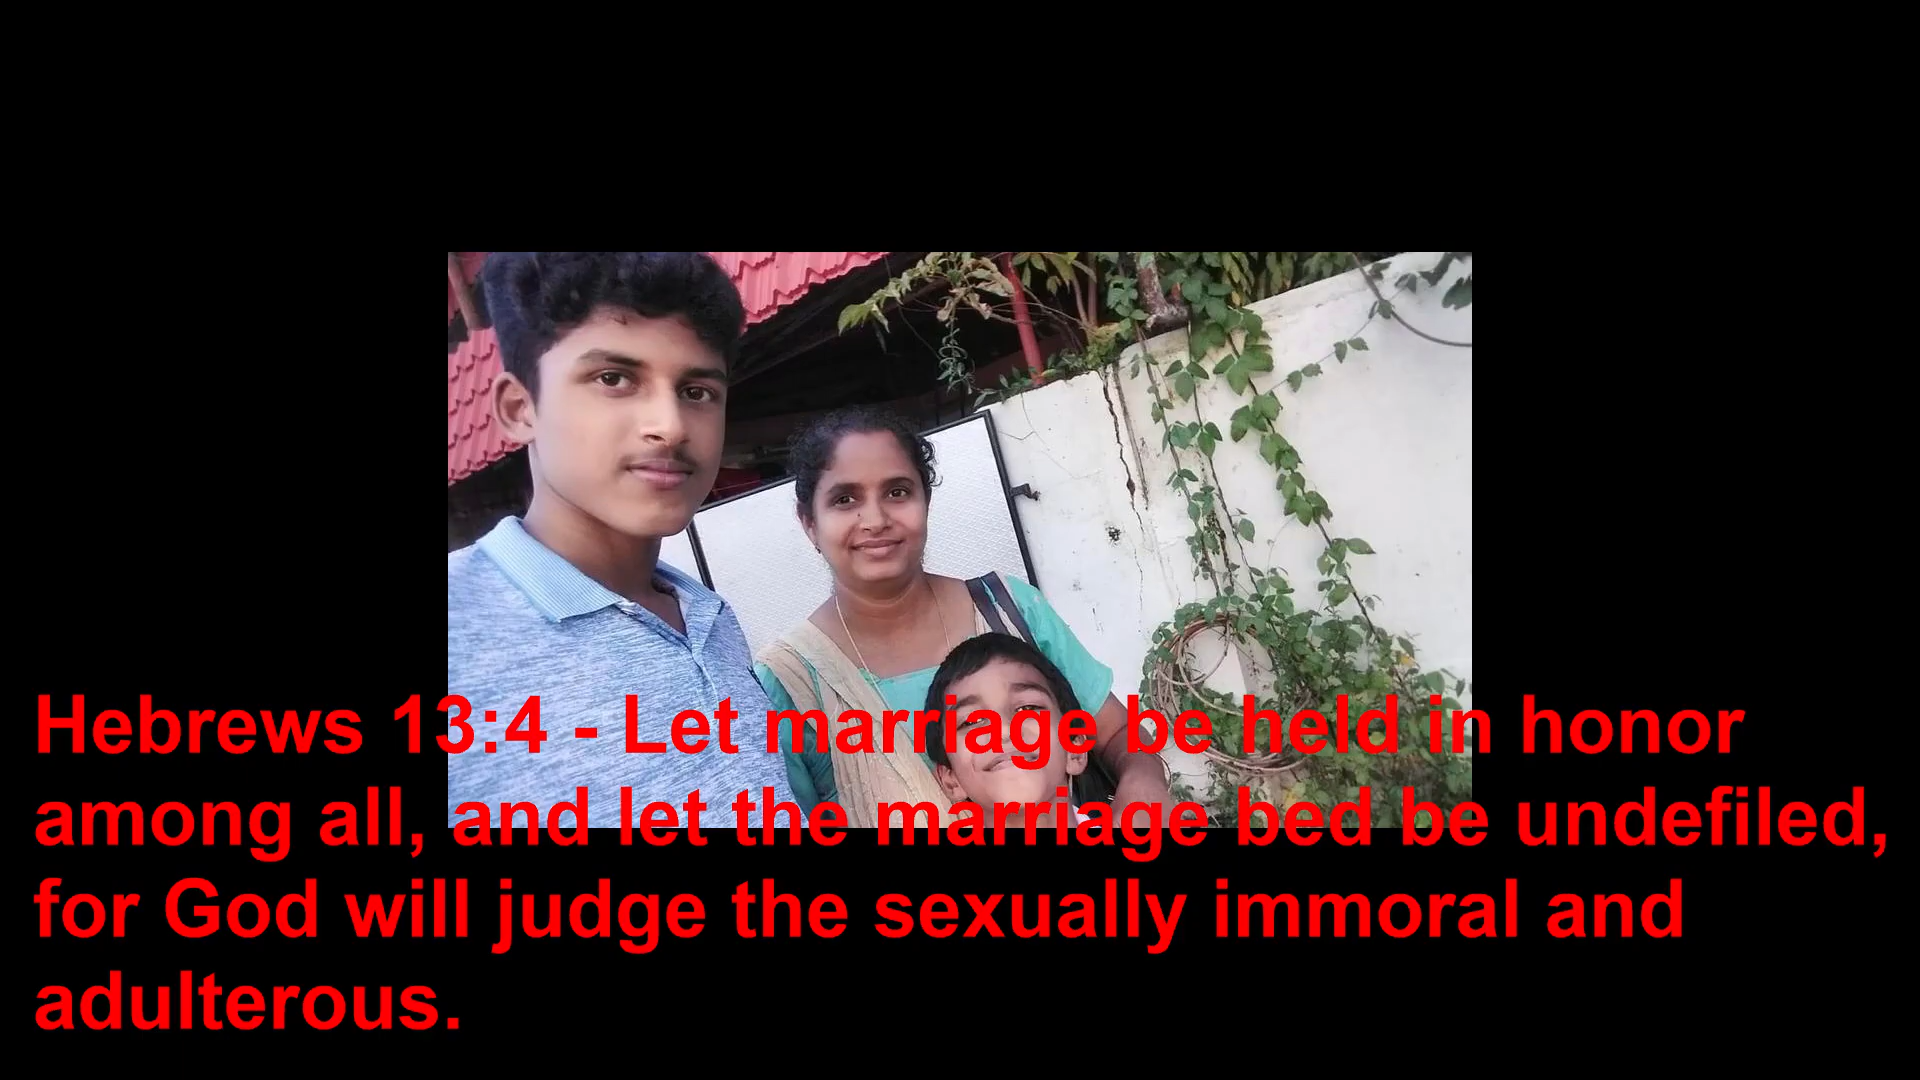 Hebrews 13:4 - Let marriage be held in honor
among all, and let the marriage bed be undefiled,
for God will judge the sexually immoral and
adulterous.